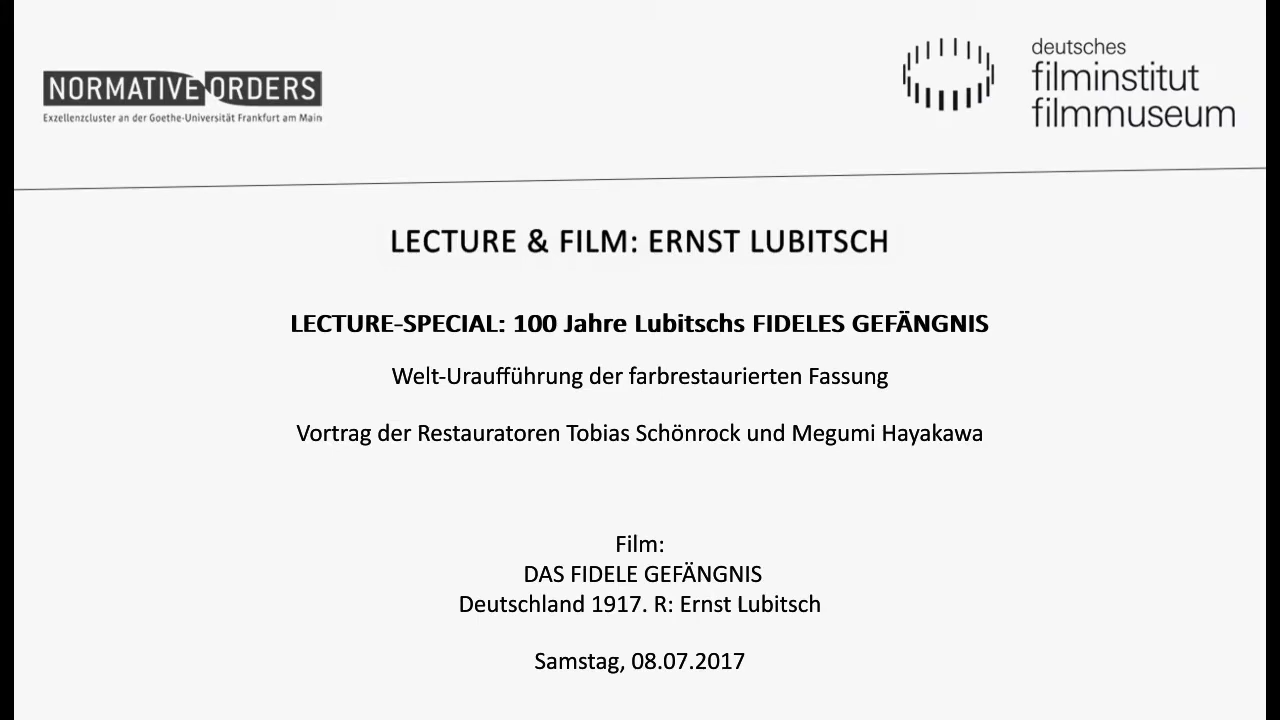 NORMATIVE ORDERS
Exzellenzcluster an der Goethe-Universität Frankfurt am Main
deutsches
filminstitut
filmmuseum
LECTURE & FILM: ERNST LUBITSCH
LECTURE-SPECIAL: 100 Jahre Lubitschs FIDELES GEFÄNGNIS
Welt-Uraufführung der farbrestaurierten Fassung
Vortrag der Restauratoren Tobias Schönrock und Megumi Hayakawa
Film:
DAS FIDELE GEFÄNGNIS
Deutschland 1917. R: Ernst Lubitsch
Samstag, 08.07.2017